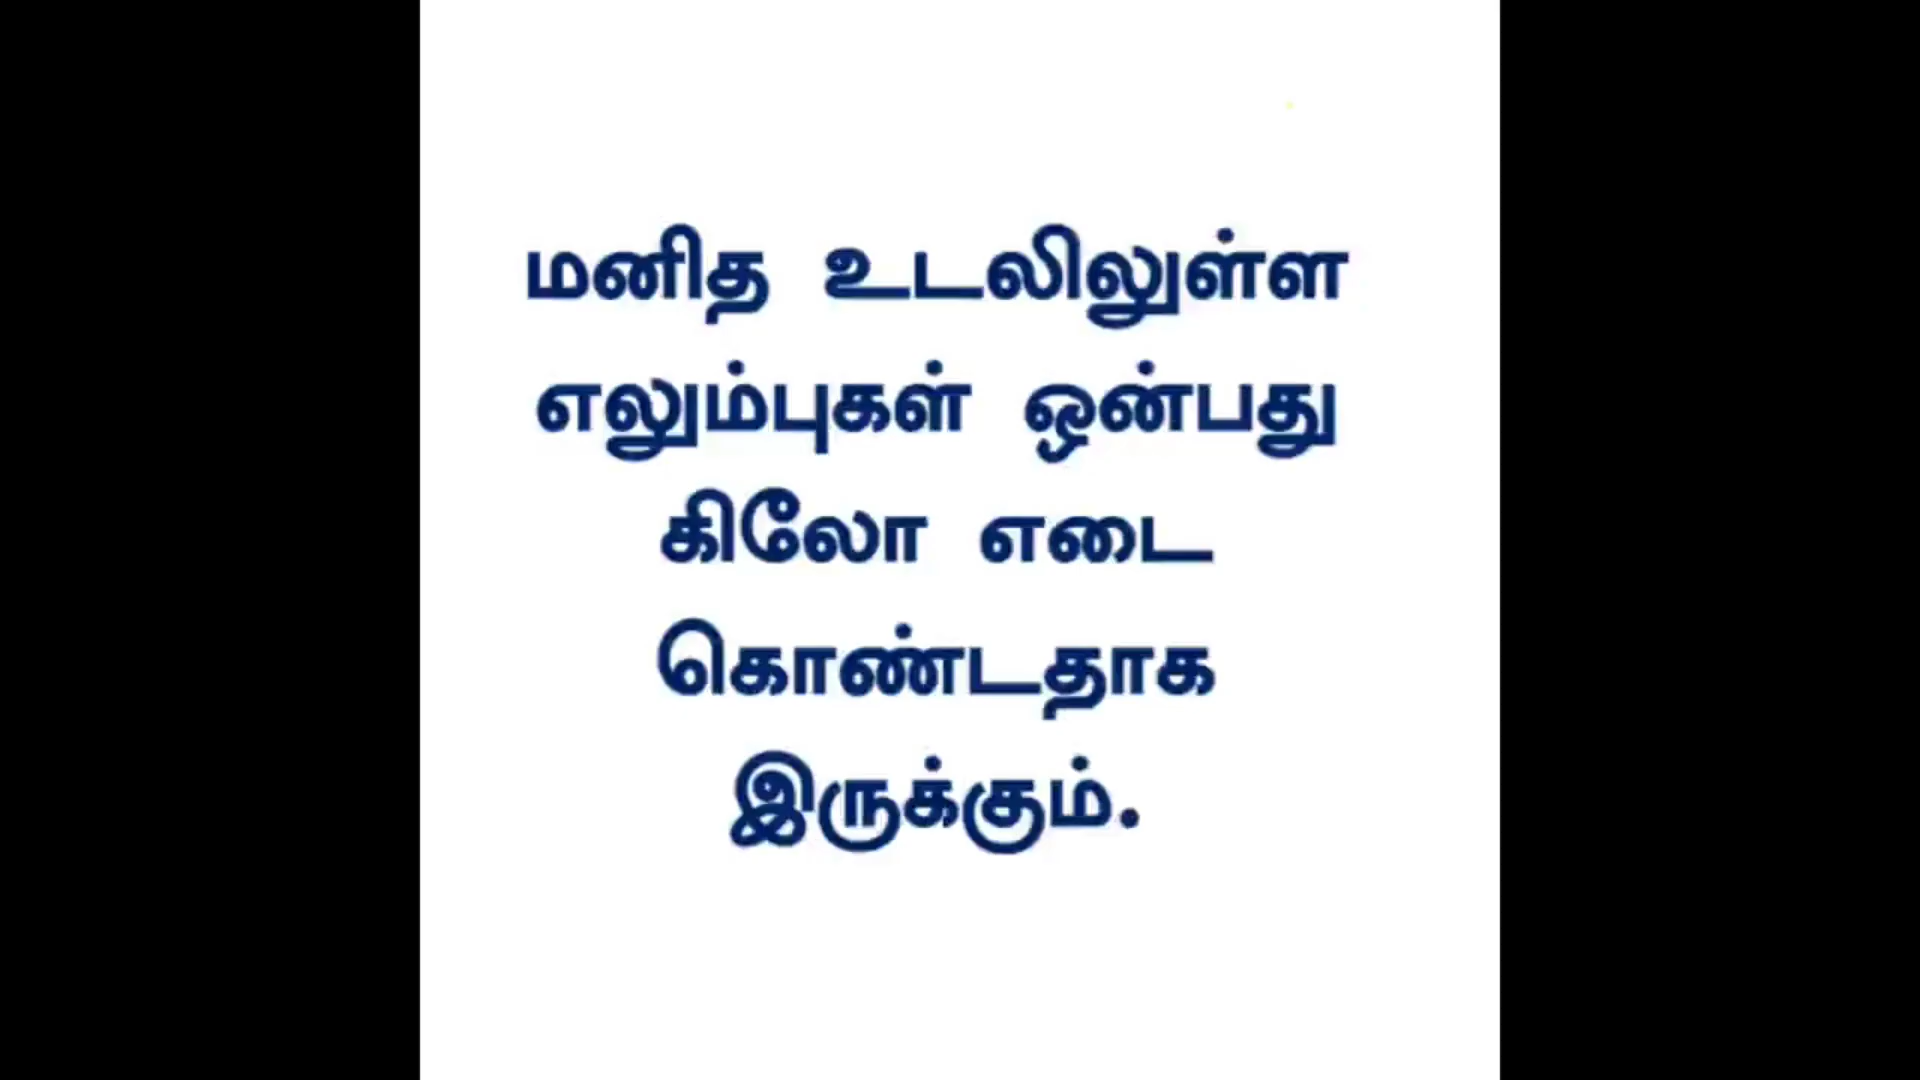 மனித உடலிலுள்ள
எலும்புகள் ஒன்பது
கிலோ எடை
கொண்டதாக
இருக்கும்.